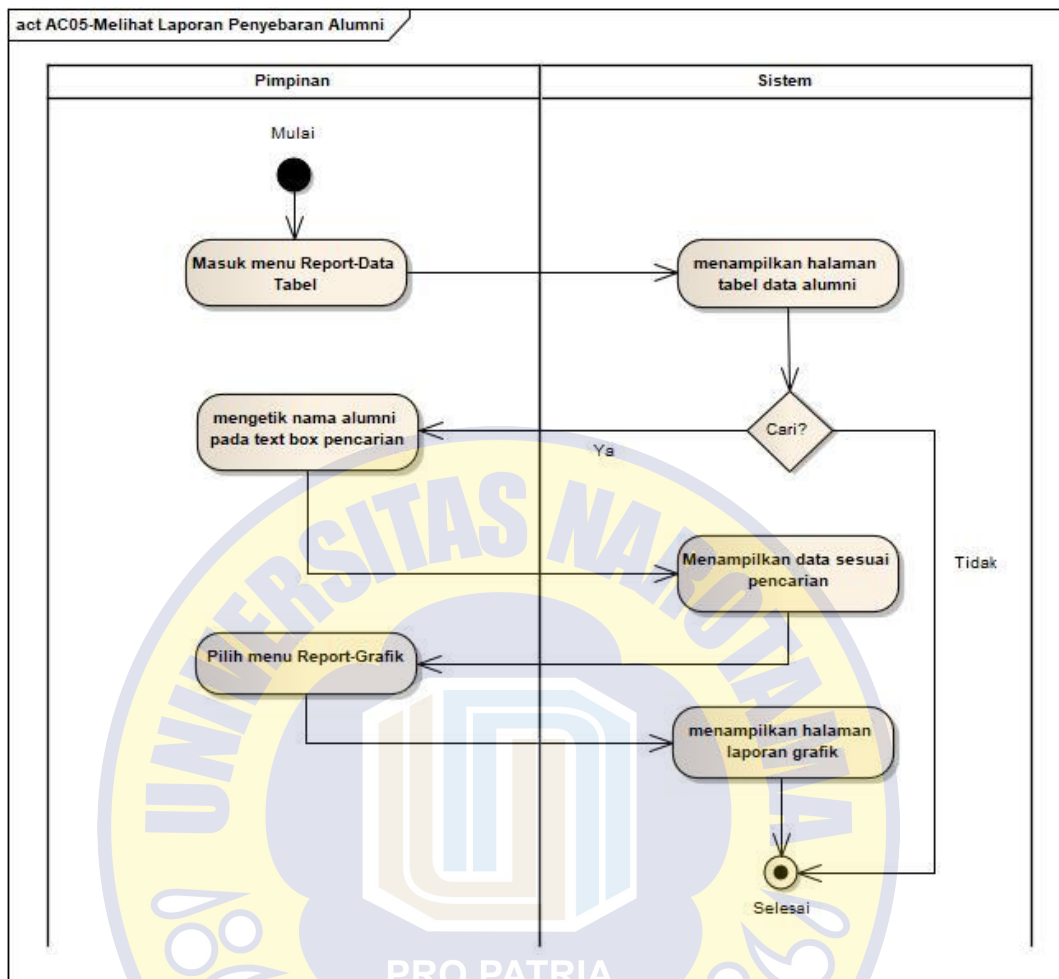 act AC05-Melihat Laporan Penyebaran Alumni
Pimpinan
Sistem
Mulai
Masuk menu Report-Data
Tabel
menampilkan halaman
tabel data alumni
mengetik nama alumni
pada text box pencarian
Cari?
Ya
Tidak
Menampilkan data sesuai
pencarian
Pilih menu Report-Grafik
menampilkan halaman
laporan grafik
Selesai
UNIVERSITAS NAROTAMA
PRO PATRIA